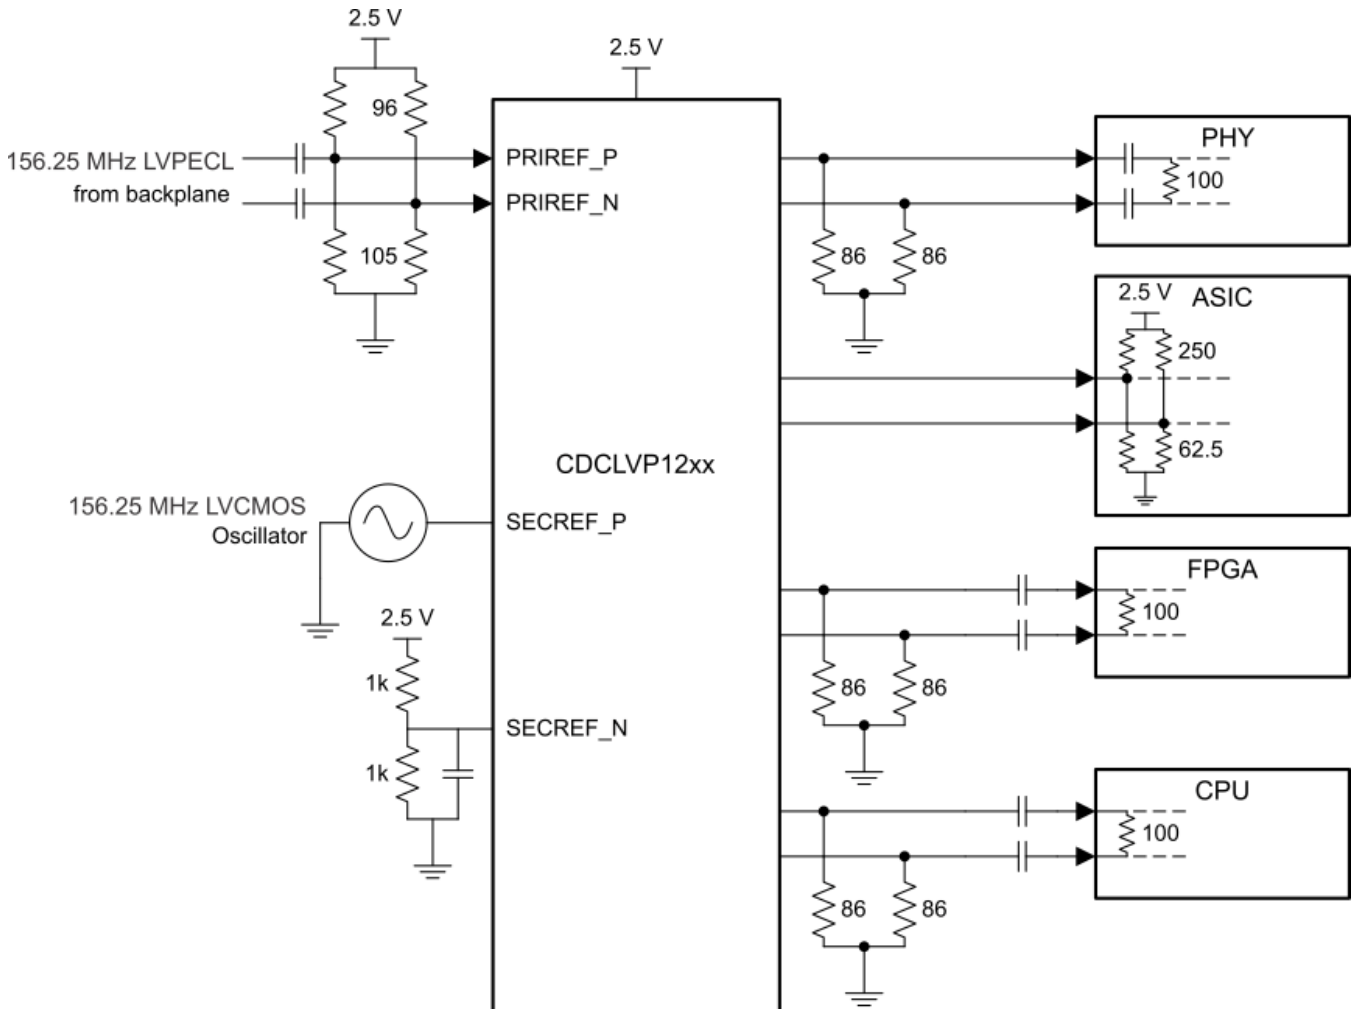 2.5 V
2.5 V
96
156.25 MHz LVPECL
from backplane
PRIREF_P
PRIREF_N
105
PHY
100
86
86
2.5 V
ASIC
250
62.5
CDCLVP12xx
156.25 MHz LVCMOS
Oscillator
SECREF_P
2.5 V
1k
SECREF_N
1k
FPGA
100
86
86
CPU
100
86
86